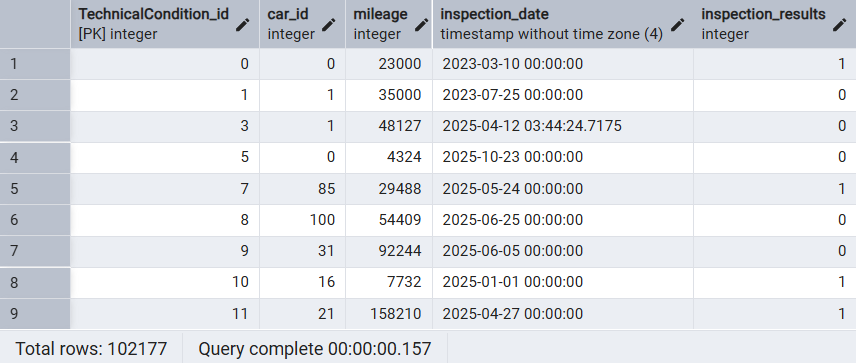 TechnicalCondition_id car_id mileage inspection_date inspection_results
[PK] integer integer integer timestamp without time zone (4) integer
1 0 0 23000 2023-03-10 00:00:00 1
2 1 1 35000 2023-07-25 00:00:00 0
3 3 1 48127 2025-04-12 03:44:24.7175 0
4 5 0 4324 2025-10-23 00:00:00 0
5 7 85 29488 2025-05-24 00:00:00 1
6 8 100 54409 2025-06-25 00:00:00 0
7 9 31 92244 2025-06-05 00:00:00 0
8 10 16 7732 2025-01-01 00:00:00 1
9 11 21 158210 2025-04-27 00:00:00 1
Total rows: 102177 Query complete 00:00:00.157